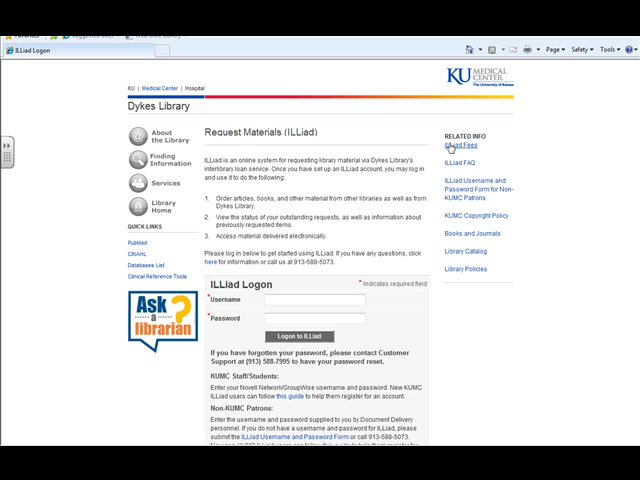 ILLiad Logon
Page
Safety
Tools
KU MEDICAL CENTER
The University of Kansas
KU | Medical Center | Hospital
Dykes Library
About the Library
Finding Information
Services
Library Home
QUICK LINKS
PubMed
CINAHL
Databases List
Clinical Reference Tools
Ask a librarian
Request Materials (ILLiad)
ILLiad is an online system for requesting library material via Dykes Library's
interlibrary loan service. Once you have set up an ILLiad account, you may log in
and use it to do the following:
1. Order articles, books, and other material from other libraries as well as from
Dykes Library.
2. View the status of your outstanding requests, as well as information about
previously requested items.
3. Access material delivered electronically.
Please log in below to get started using ILLiad. If you have any questions, click
here for information or call us at 913-588-5073.
ILLiad Logon
* Indicates required field
* Username
* Password
Logon to ILLiad
If you have forgotten your password, please contact Customer
Support at (913) 588-7995 to have your password reset.
KUMC Staff/Students:
Enter your Novell Network/GroupWise username and password. New KUMC
ILLiad users can follow this guide to help them register for an account.
Non-KUMC Patrons:
Enter the username and password supplied to you by Document Delivery
personnel. If you do not have a username and password for ILLiad, please
submit the ILLiad Username and Password Form or call 913-588-5073.
RELATED INFO
ILLiad Fees
ILLiad FAQ
ILLiad Username and
Password Form for Non-
KUMC Patrons
KUMC Copyright Policy
Books and Journals
Library Catalog
Library Policies